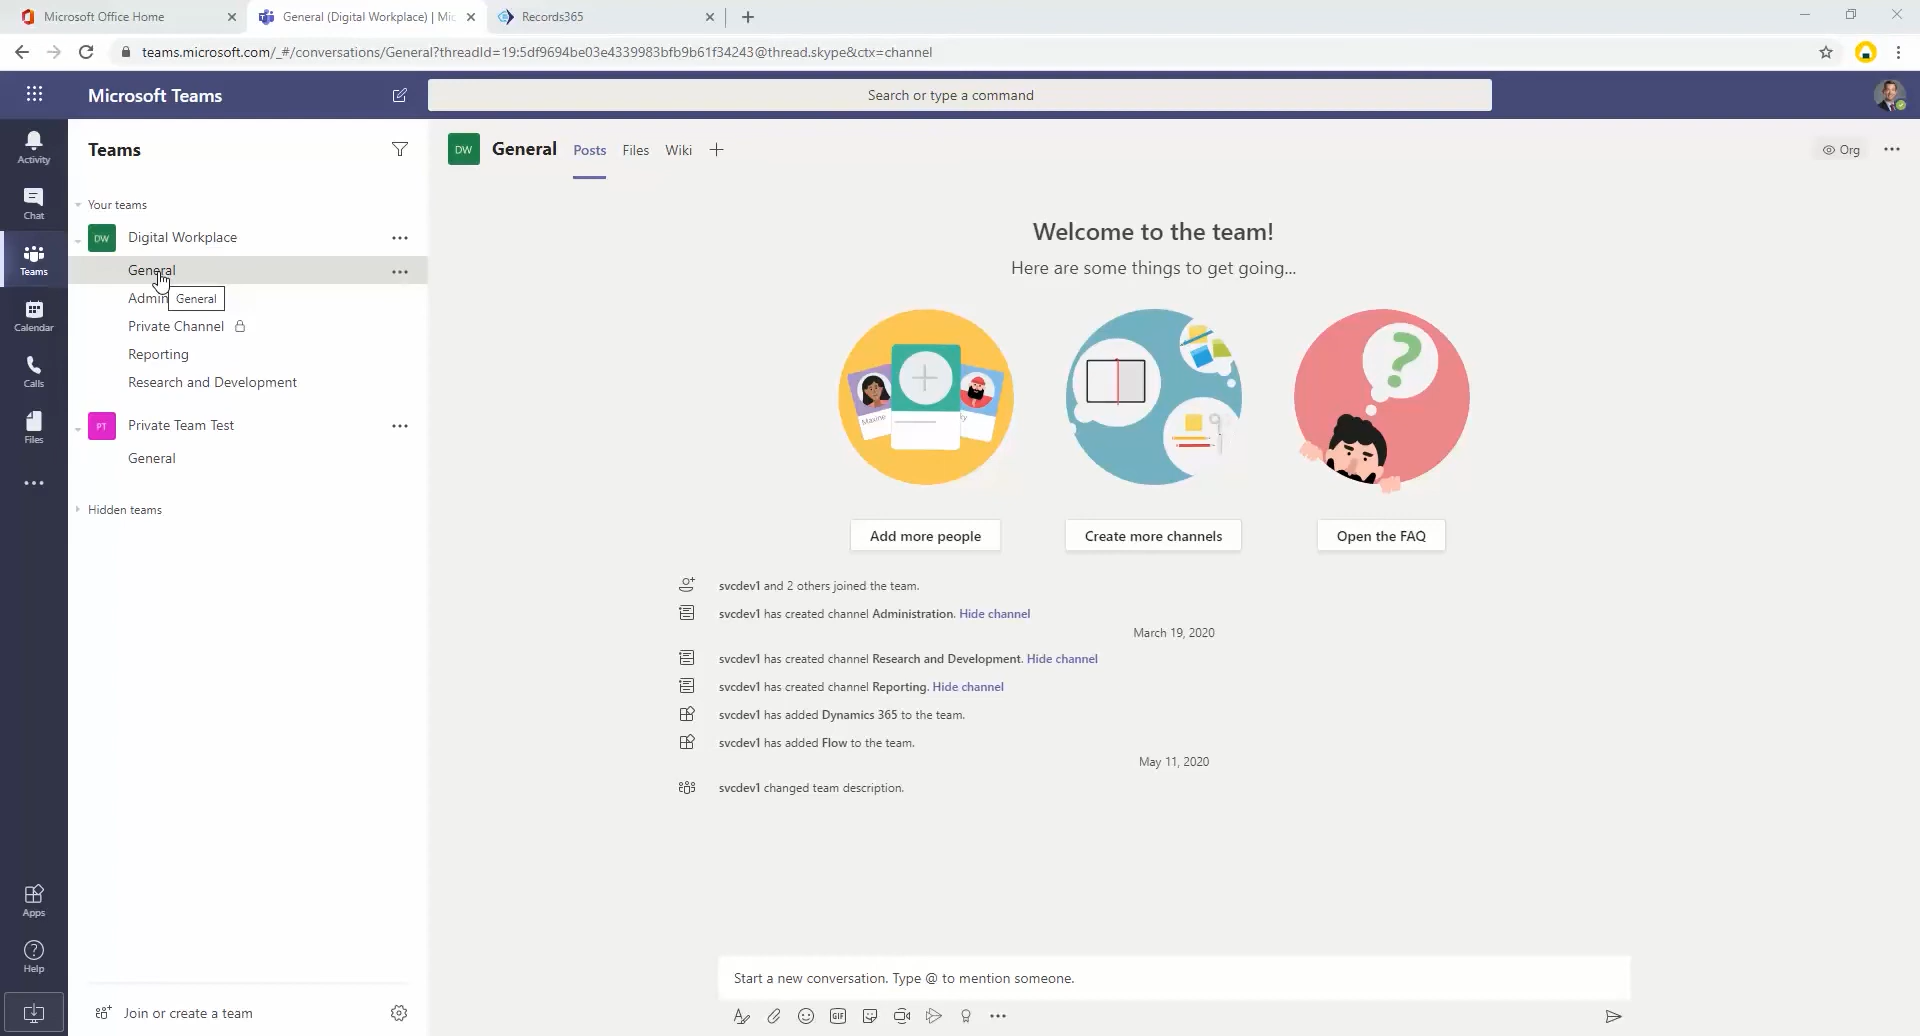 Microsoft Office Home
General (Digital Workplace) | Mic
Records365
teams.microsoft.com/_#/conversations/General?threadId=19:5df9694be03e4339983bfb9b61f34243@thread.skype&ctx=channel
Microsoft Teams
Search or type a command
Activity
Chat
Teams
Calendar
Calls
Files
Apps
Help
Teams
Your teams
DW Digital Workplace
General
Admin
General
Private Channel
Reporting
Research and Development
PT Private Team Test
General
Hidden teams
Join or create a team
DW General Posts Files Wiki
Org
Welcome to the team!
Here are some things to get going...
Maxine
Add more people
Create more channels
Open the FAQ
svcdev1 and 2 others joined the team.
svcdev1 has created channel Administration. Hide channel
March 19, 2020
svcdev1 has created channel Research and Development. Hide channel
svcdev1 has created channel Reporting. Hide channel
svcdev1 has added Dynamics 365 to the team.
svcdev1 has added Flow to the team.
May 11, 2020
svcdev1 changed team description.
Start a new conversation. Type @ to mention someone.
GIF